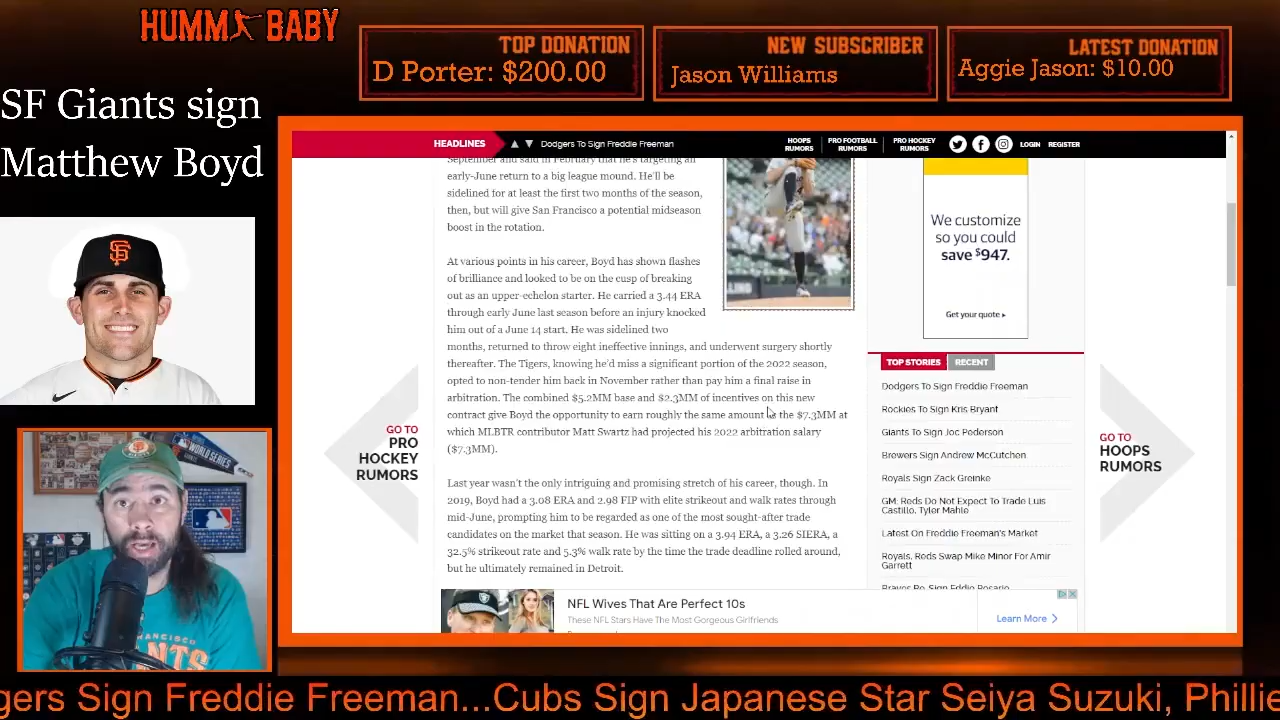 HUMM BABY
TOP DONATION
D Porter: $200.00
NEW SUBSCRIBER
Jason Williams
LATEST DONATION
Aggie Jason: $10.00
SF Giants sign
Matthew Boyd
HEADLINES
Dodgers To Sign Freddie Freeman
HOOPS
RUMORS
PRO FOOTBALL
RUMORS
PRO HOCKEY
RUMORS
LOGIN
REGISTER
September and said in February that he's targeting an
early-June return to a big league mound. He'll be
sidelined for at least the first two months of the season,
then, but will give San Francisco a potential midseason
boost in the rotation.
At various points in his career, Boyd has shown flashes
of brilliance and looked to be on the cusp of breaking
out as an upper-echelon starter. He carried a 3.44 ERA
through early June last season before an injury knocked
him out of a June 14 start. He was sidelined two
months, returned to throw eight ineffective innings, and underwent surgery shortly
thereafter. The Tigers, knowing he'd miss a significant portion of the 2022 season,
opted to non-tender him back in November rather than pay him a final raise in
arbitration. The combined $5.2MM base and $2.3MM of incentives on this new
contract give Boyd the opportunity to earn roughly the same amount as the $7.3MM at
which MLBTR contributor Matt Swartz had projected his 2022 arbitration salary
($7.3MM).
Last year wasn't the only intriguing and promising stretch of his career, though. In
2019, Boyd had a 3.08 ERA and 2.98 FIP with elite strikeout and walk rates through
mid-June, prompting him to be regarded as one of the most sought-after trade
candidates on the market that season. He was sitting on a 3.94 ERA, a 3.26 SIERA, a
32.5% strikeout rate and 5.3% walk rate by the time the trade deadline rolled around,
but he ultimately remained in Detroit.
We customize
so you could
save $947.
Get your quote
TOP STORIES
RECENT
Dodgers To Sign Freddie Freeman
Rockies To Sign Kris Bryant
Giants To Sign Joc Pederson
Brewers Sign Andrew McCutchen
Royals Sign Zack Greinke
GM: Reds Do Not Expect To Trade Luis
Castillo, Tyler Mahle
Latest On Freddie Freeman's Market
Royals, Reds Swap Mike Minor For Amir
Garrett
Braves Re-Sign Eddie Rosario
GO TO
PRO
HOCKEY
RUMORS
GO TO
HOOPS
RUMORS
NFL Wives That Are Perfect 10s
These NFL Stars Have The Most Gorgeous Girlfriends
Learn More
WORLD SERIES
FRANCISCO
gers Sign Freddie Freeman...Cubs Sign Japanese Star Seiya Suzuki, Phillie